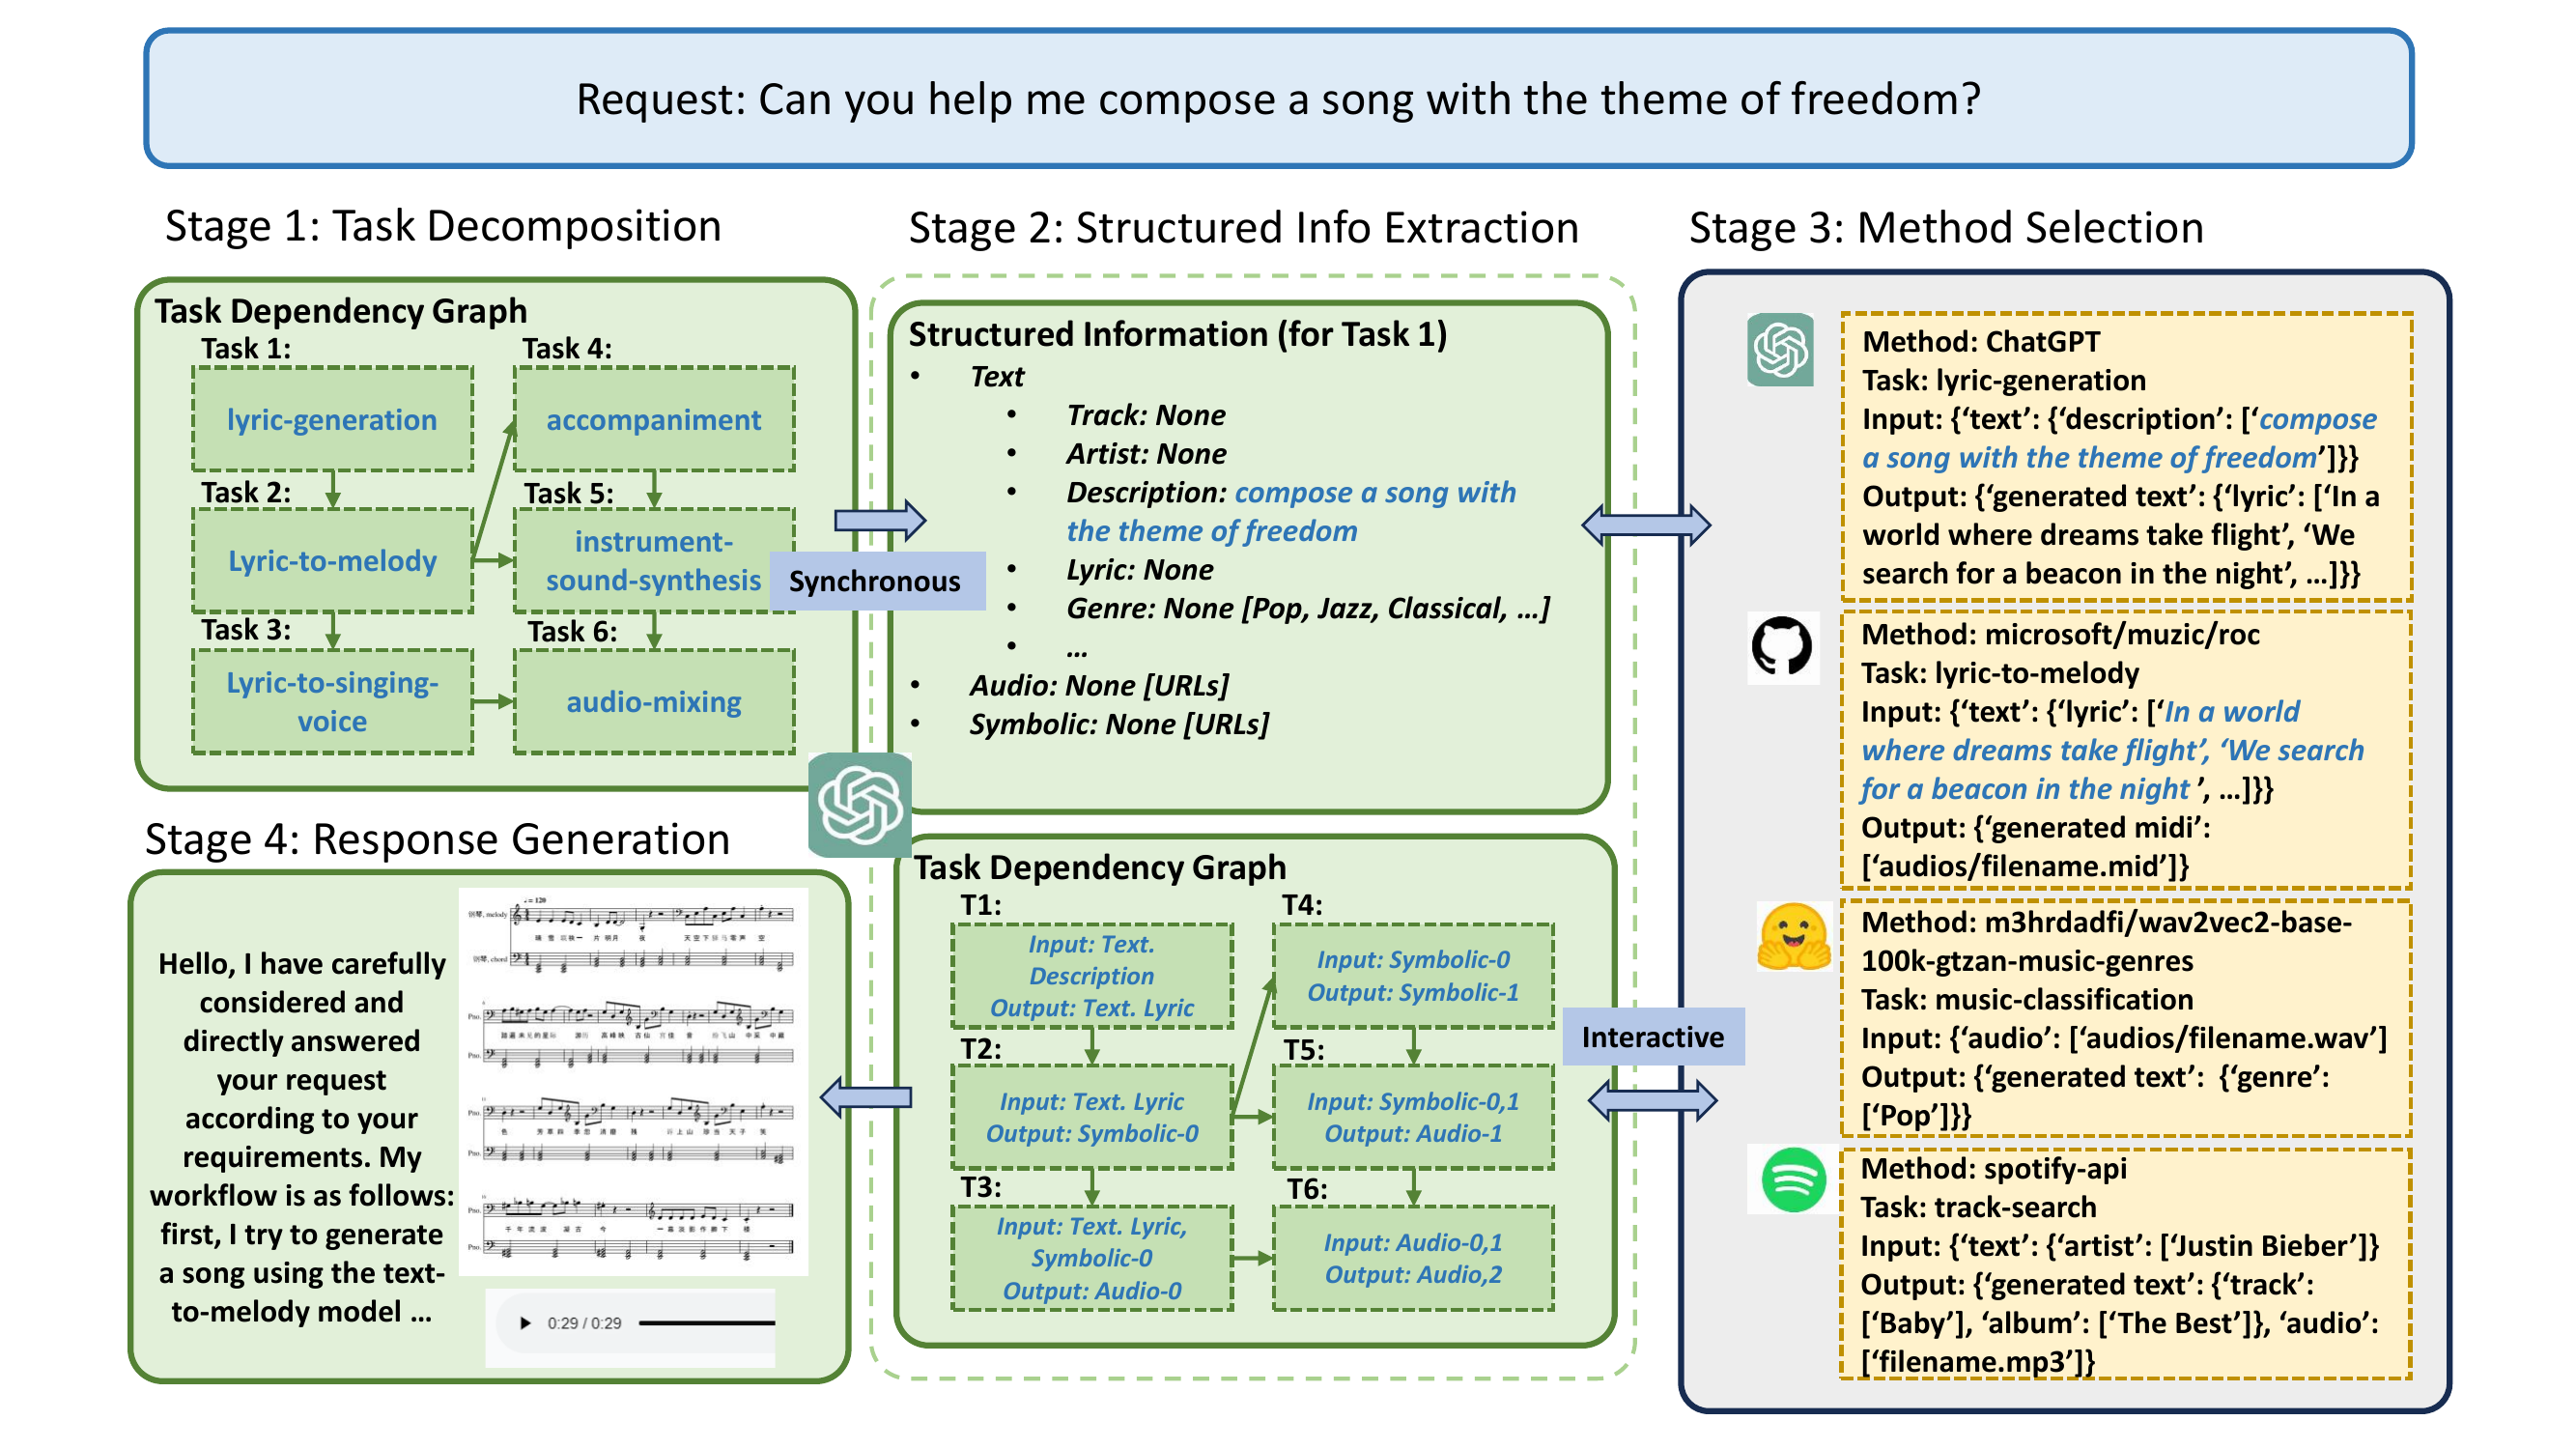 Request: Can you help me compose a song with the theme of freedom?
Stage 1: Task Decomposition
Task Dependency Graph
Task 1:
lyric-generation
Task 2:
Lyric-to-melody
Task 3:
Lyric-to-singing-
voice
Task 4:
accompaniment
Task 5:
instrument-
sound-synthesis
Task 6:
audio-mixing
Synchronous
Stage 2: Structured Info Extraction
Structured Information (for Task 1)
• Text
• Track: None
• Artist: None
• Description: compose a song with
the theme of freedom
• Lyric: None
• Genre: None [Pop, Jazz, Classical, …]
• …
• Audio: None [URLs]
• Symbolic: None [URLs]
Task Dependency Graph
T1:
Input: Text.
Description
Output: Text. Lyric
T2:
Input: Text. Lyric
Output: Symbolic-0
T3:
Input: Text. Lyric,
Symbolic-0
Output: Audio-0
T4:
Input: Symbolic-0
Output: Symbolic-1
T5:
Input: Symbolic-0,1
Output: Audio-1
T6:
Input: Audio-0,1
Output: Audio,2
Interactive
Stage 3: Method Selection
Method: ChatGPT
Task: lyric-generation
Input: {‘text’: {‘description’: [‘compose
a song with the theme of freedom’]}}
Output: {‘generated text’: {‘lyric’: [‘In a
world where dreams take flight’, ‘We
search for a beacon in the night’, …]}}
Method: microsoft/muzic/roc
Task: lyric-to-melody
Input: {‘text’: {‘lyric’: [‘In a world
where dreams take flight’, ‘We search
for a beacon in the night ’, …]}}
Output: {‘generated midi’:
[‘audios/filename.mid’]}
Method: m3hrdadfi/wav2vec2-base-
100k-gtzan-music-genres
Task: music-classification
Input: {‘audio’: [‘audios/filename.wav’]
Output: {‘generated text’: {‘genre’:
[‘Pop’]}}
Method: spotify-api
Task: track-search
Input: {‘text’: {‘artist’: [‘Justin Bieber’]}
Output: {‘generated text’: {‘track’:
[‘Baby’], ‘album’: [‘The Best’]}, ‘audio’:
[‘filename.mp3’]}
Stage 4: Response Generation
Hello, I have carefully
considered and
directly answered
your request
according to your
requirements. My
workflow is as follows:
first, I try to generate
a song using the text-
to-melody model …
= 120
钢琴, melody
钢琴, chord
Pno.
Pno.
Pno.
Pno.
Pno.
Pno.
0:29 / 0:29